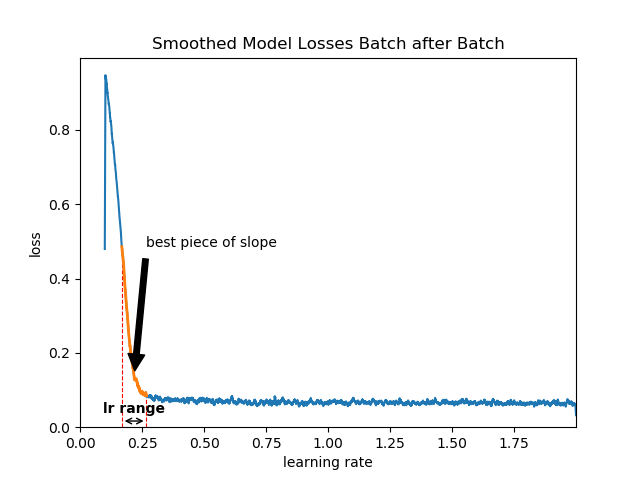 Smoothed Model Losses Batch after Batch
loss
0.8
0.6
0.4
0.2
0.0
best piece of slope
lr range
0.00 0.25 0.50 0.75 1.00 1.25 1.50 1.75
learning rate